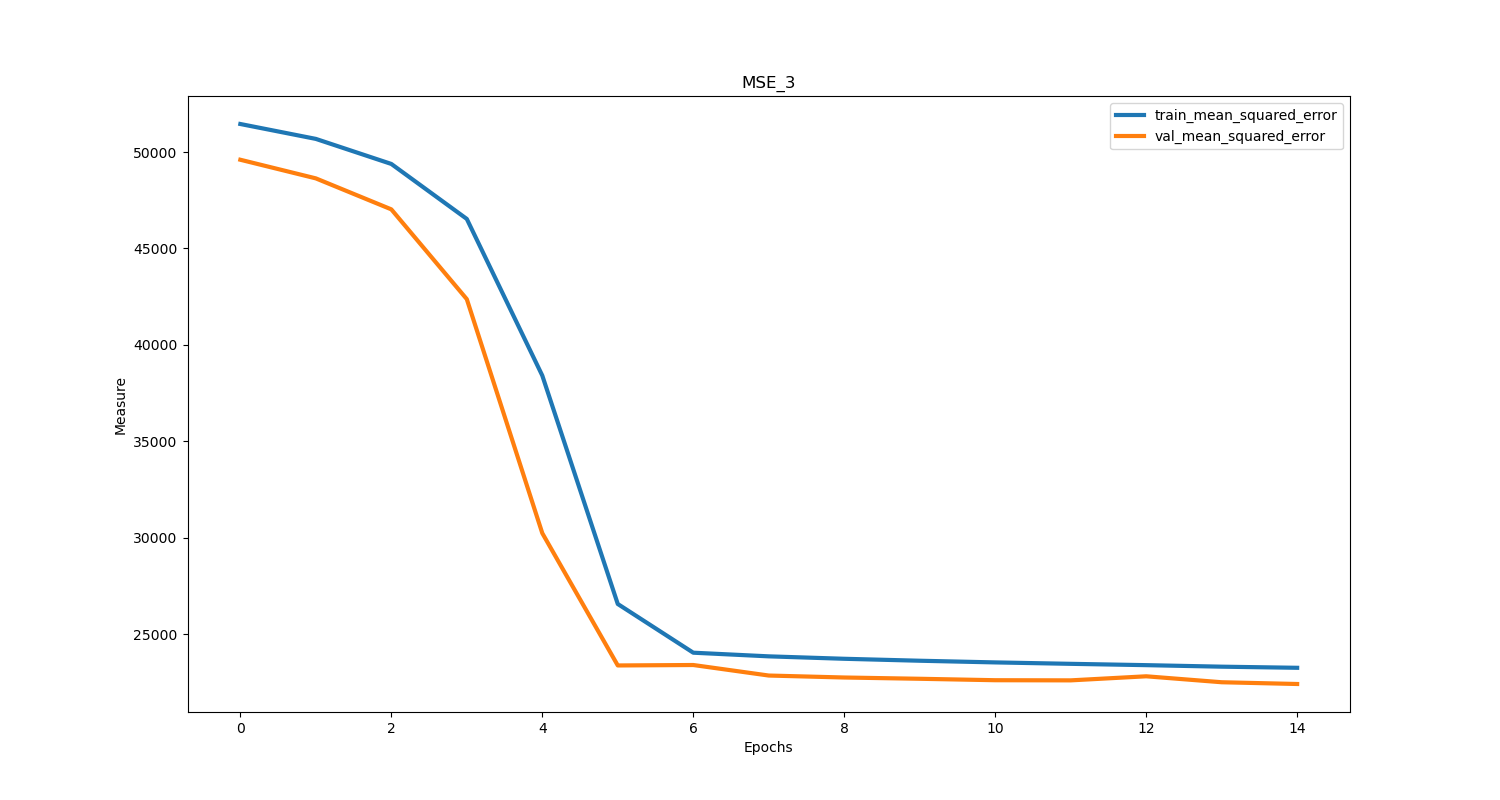 MSE_3
train_mean_squared_error
val_mean_squared_error
50000
45000
40000
35000
30000
25000
Measure
0 2 4 6 8 10 12 14
Epochs